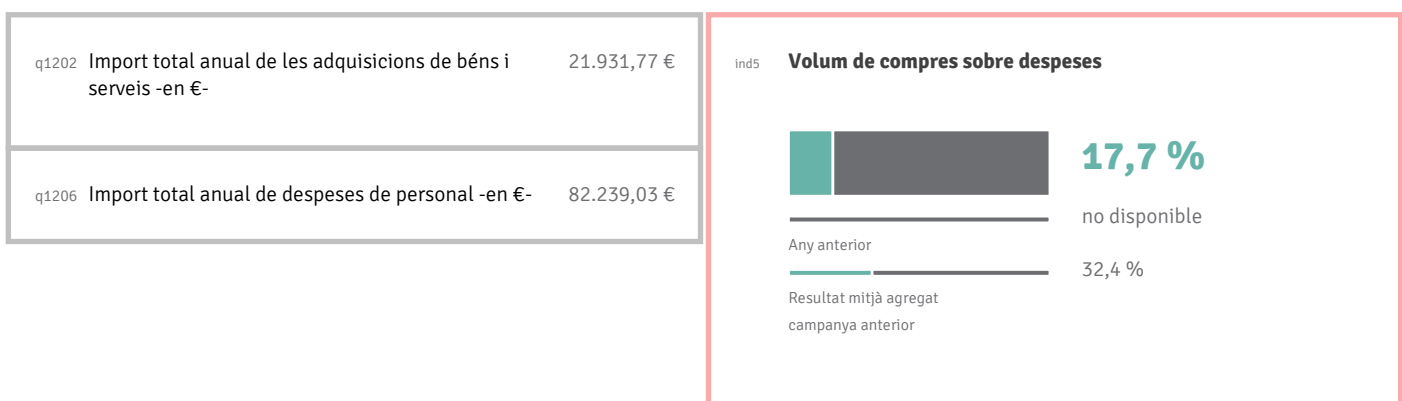 q1202 Import total anual de les adquisicions de béns i 21.931,77 €
serveis -en €-
q1206 Import total anual de despeses de personal -en €- 82.239,03 €
ind5 Volum de compres sobre despeses
17,7 %
no disponible
Any anterior
32,4 %
Resultat mitjà agregat
campanya anterior